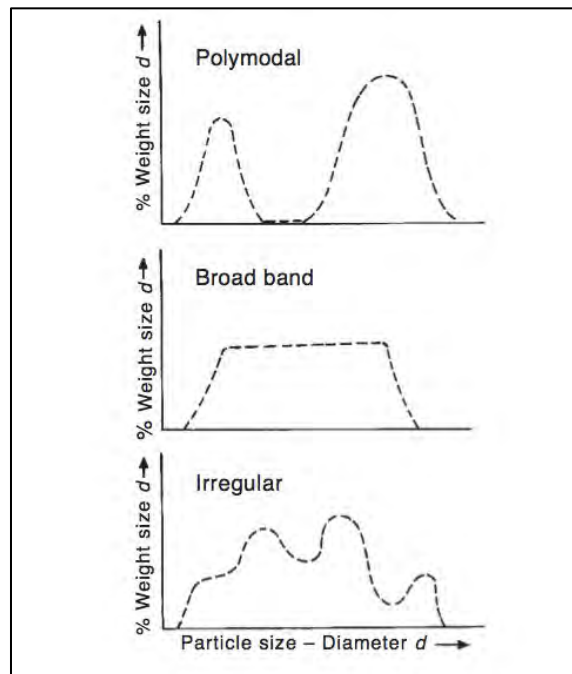 Polymodal
% Weight size d →
Broad band
% Weight size d →
Irregular
% Weight size d →
Particle size – Diameter d →